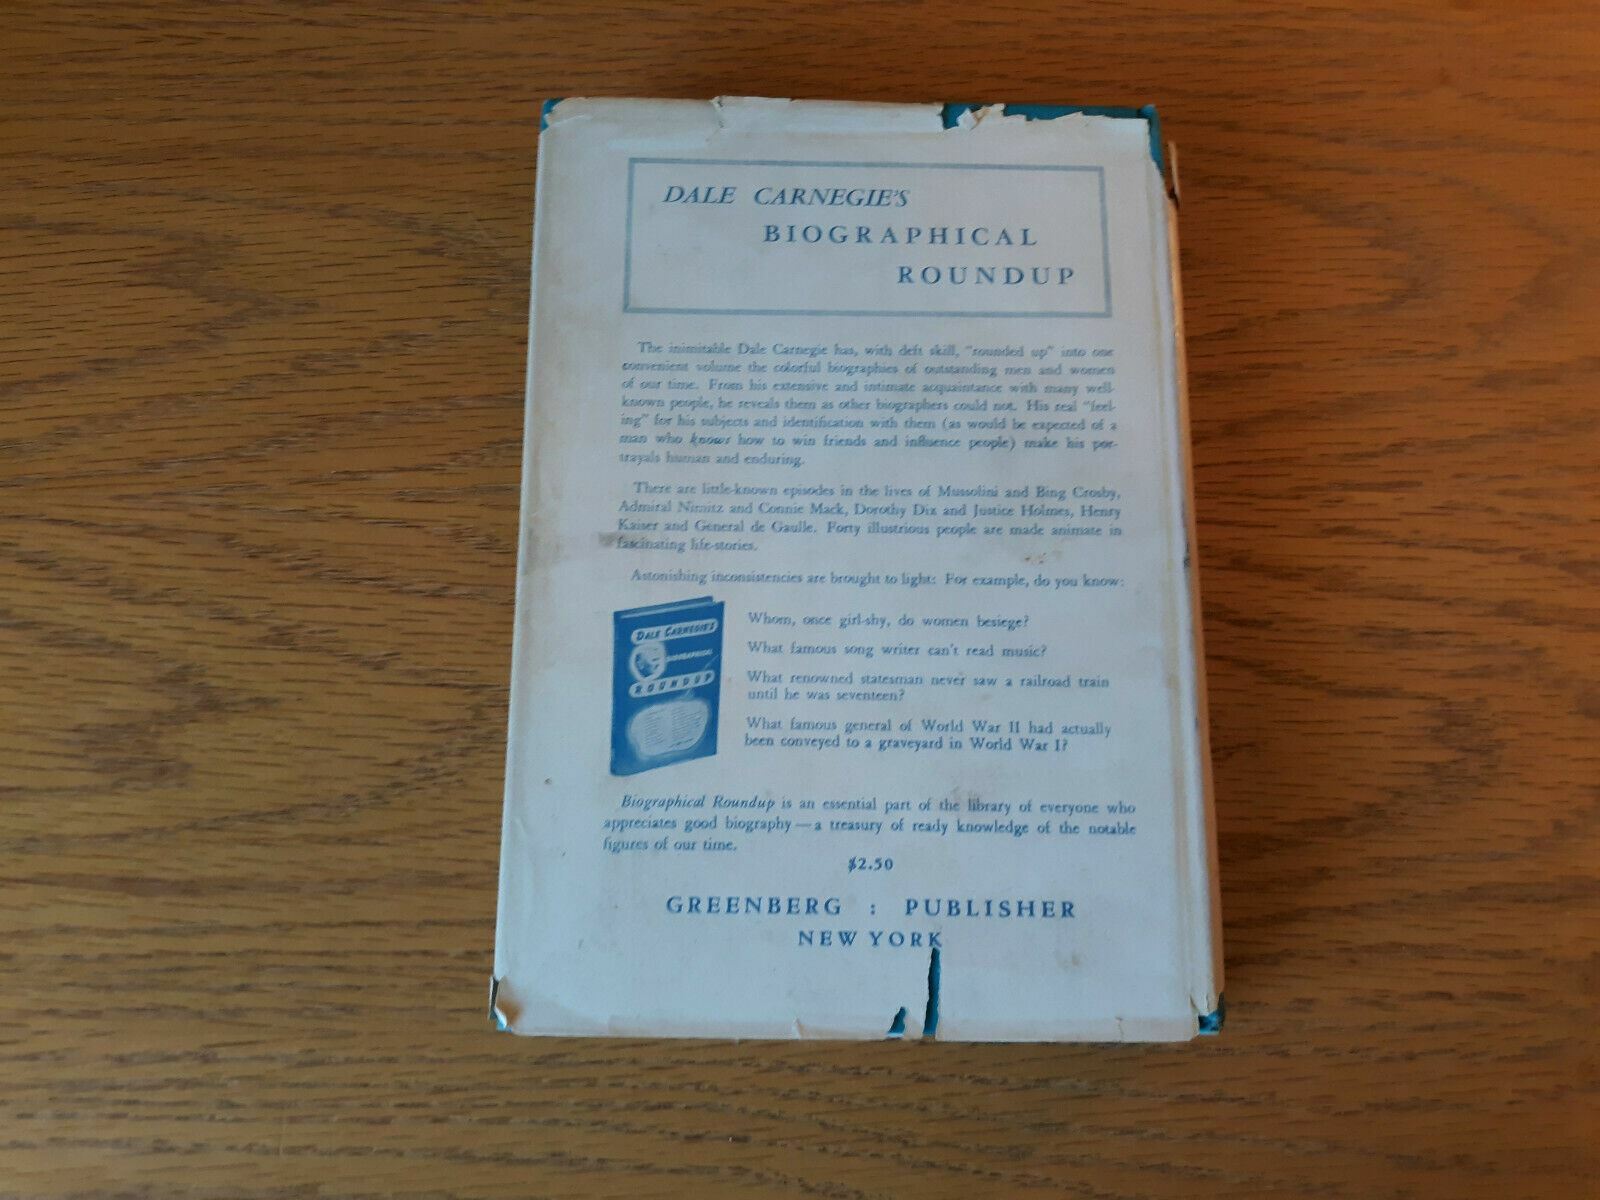 DALE CARNEGIE'S
BIOGRAPHICAL
ROUNDUP
The inimitable Dale Carnegie has, with deft skill, "rounded up" into one
convenient volume the colorful biographies of outstanding men and women
of our time. From his extensive and intimate acquaintance with many well-
known people, he reveals them as other biographers could not. His real "feel-
ing" for his subjects and identification with them (as would be expected of a
man who knows how to win friends and influence people) make his por-
trayals human and enduring.
There are little-known episodes in the lives of Mussolini and Bing Crosby,
Admiral Nimitz and Connie Mack, Dorothy Dix and Justice Holmes, Henry
Kaiser and General de Gaulle. Forty illustrious people are made animate in
fascinating life-stories.
Astonishing inconsistencies are brought to light: For example, do you know:
DALE CARNEGIE'S
BIOGRAPHICAL
ROUNDUP
Whom, once girl-shy, do women besiege?
What famous song writer can't read music?
What renowned statesman never saw a railroad train
until he was seventeen?
What famous general of World War II had actually
been conveyed to a graveyard in World War I?
Biographical Roundup is an essential part of the library of everyone who
appreciates good biography—a treasury of ready knowledge of the notable
figures of our time.
$2.50
GREENBERG : PUBLISHER
NEW YORK